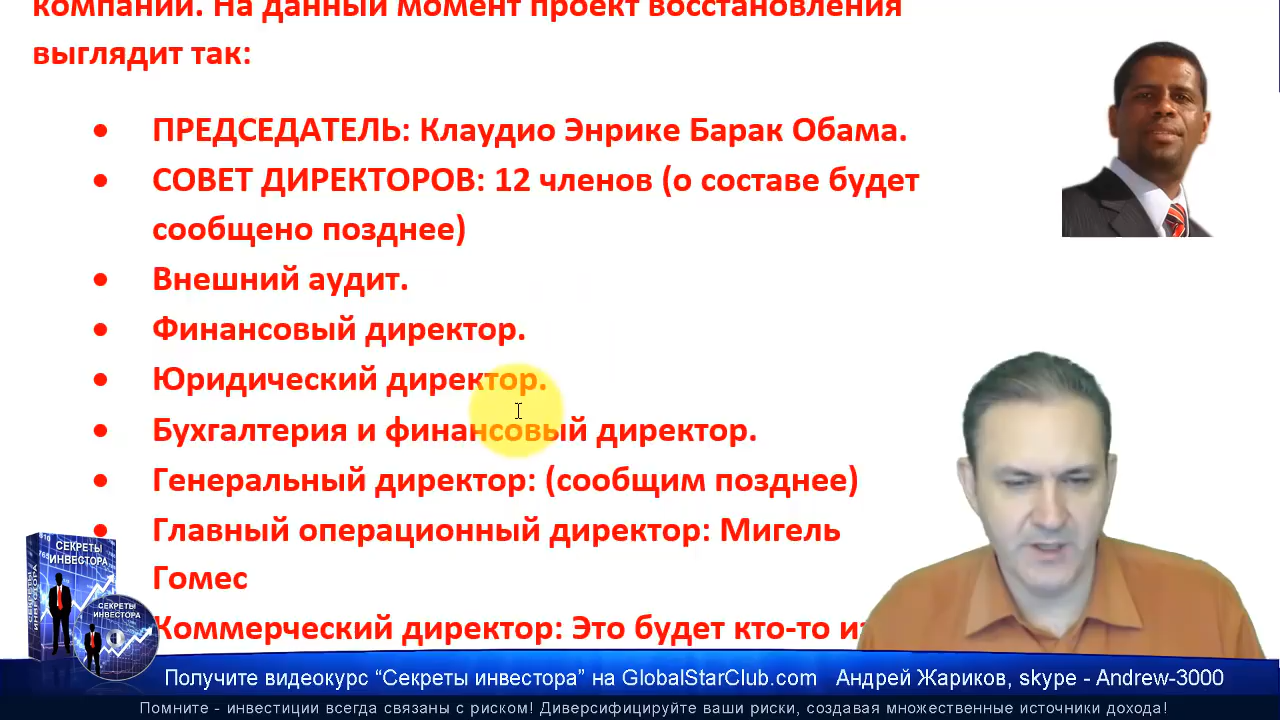 компании. На данный момент проект восстановления
выглядит так:
• ПРЕДСЕДАТЕЛЬ: Клаудио Энрике Барак Обама.
• СОВЕТ ДИРЕКТОРОВ: 12 членов (о составе будет
сообщено позднее)
• Внешний аудит.
• Финансовый директор.
• Юридический директор.
• Бухгалтерия и финансовый директор.
• Генеральный директор: (сообщим позднее)
• Главный операционный директор: Мигель
Гомес
Коммерческий директор: Это будет кто-то из
СЕКРЕТЫ
ИНВЕСТОРА
СЕКРЕТЫ
ИНВЕСТОРА
Получите видеокурс “Секреты инвестора” на GlobalStarClub.com Андрей Жариков, skype - Andrew-3000
Помните - инвестиции всегда связаны с риском! Диверсифицируйте ваши риски, создавая множественные источники дохода!